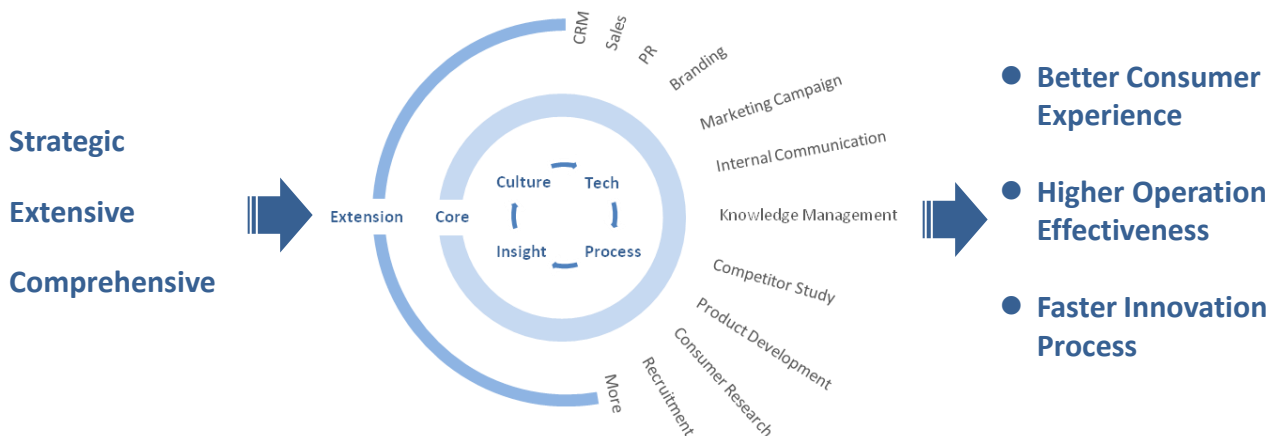 Strategic
Extensive
Comprehensive
Extension
Core
Culture
Tech
Insight
Process
CRM
Sales
PR
Branding
Marketing Campaign
Internal Communication
Knowledge Management
Competitor Study
Product Development
Consumer Research
Recruitment
More
● Better Consumer
Experience
● Higher Operation
Effectiveness
● Faster Innovation
Process